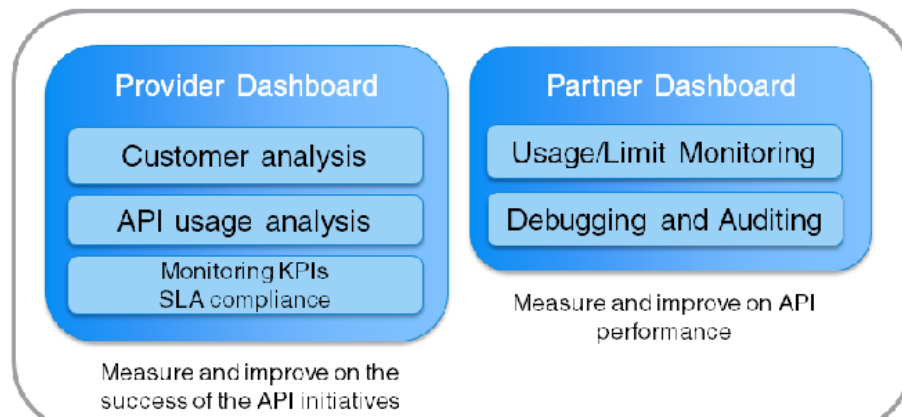 Provider Dashboard
Customer analysis
API usage analysis
Monitoring KPIs
SLA compliance
Measure and improve on the
success of the API initiatives
Partner Dashboard
Usage/Limit Monitoring
Debugging and Auditing
Measure and improve on API
performance